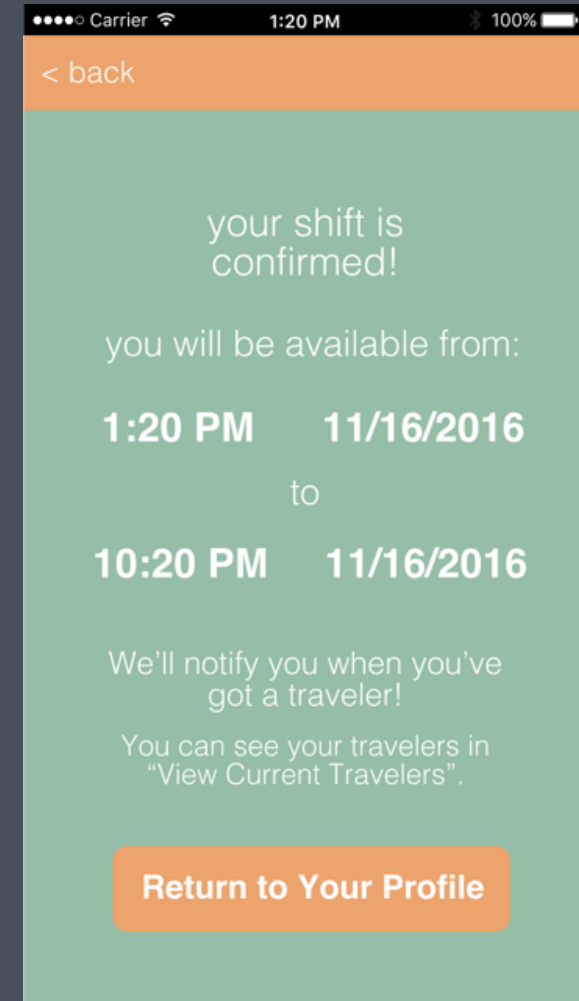 ●●●●○ Carrier 1:20 PM 100%
< back
your shift is
confirmed!
you will be available from:
1:20 PM 11/16/2016
to
10:20 PM 11/16/2016
We’ll notify you when you’ve
got a traveler!
You can see your travelers in
“View Current Travelers”.
Return to Your Profile